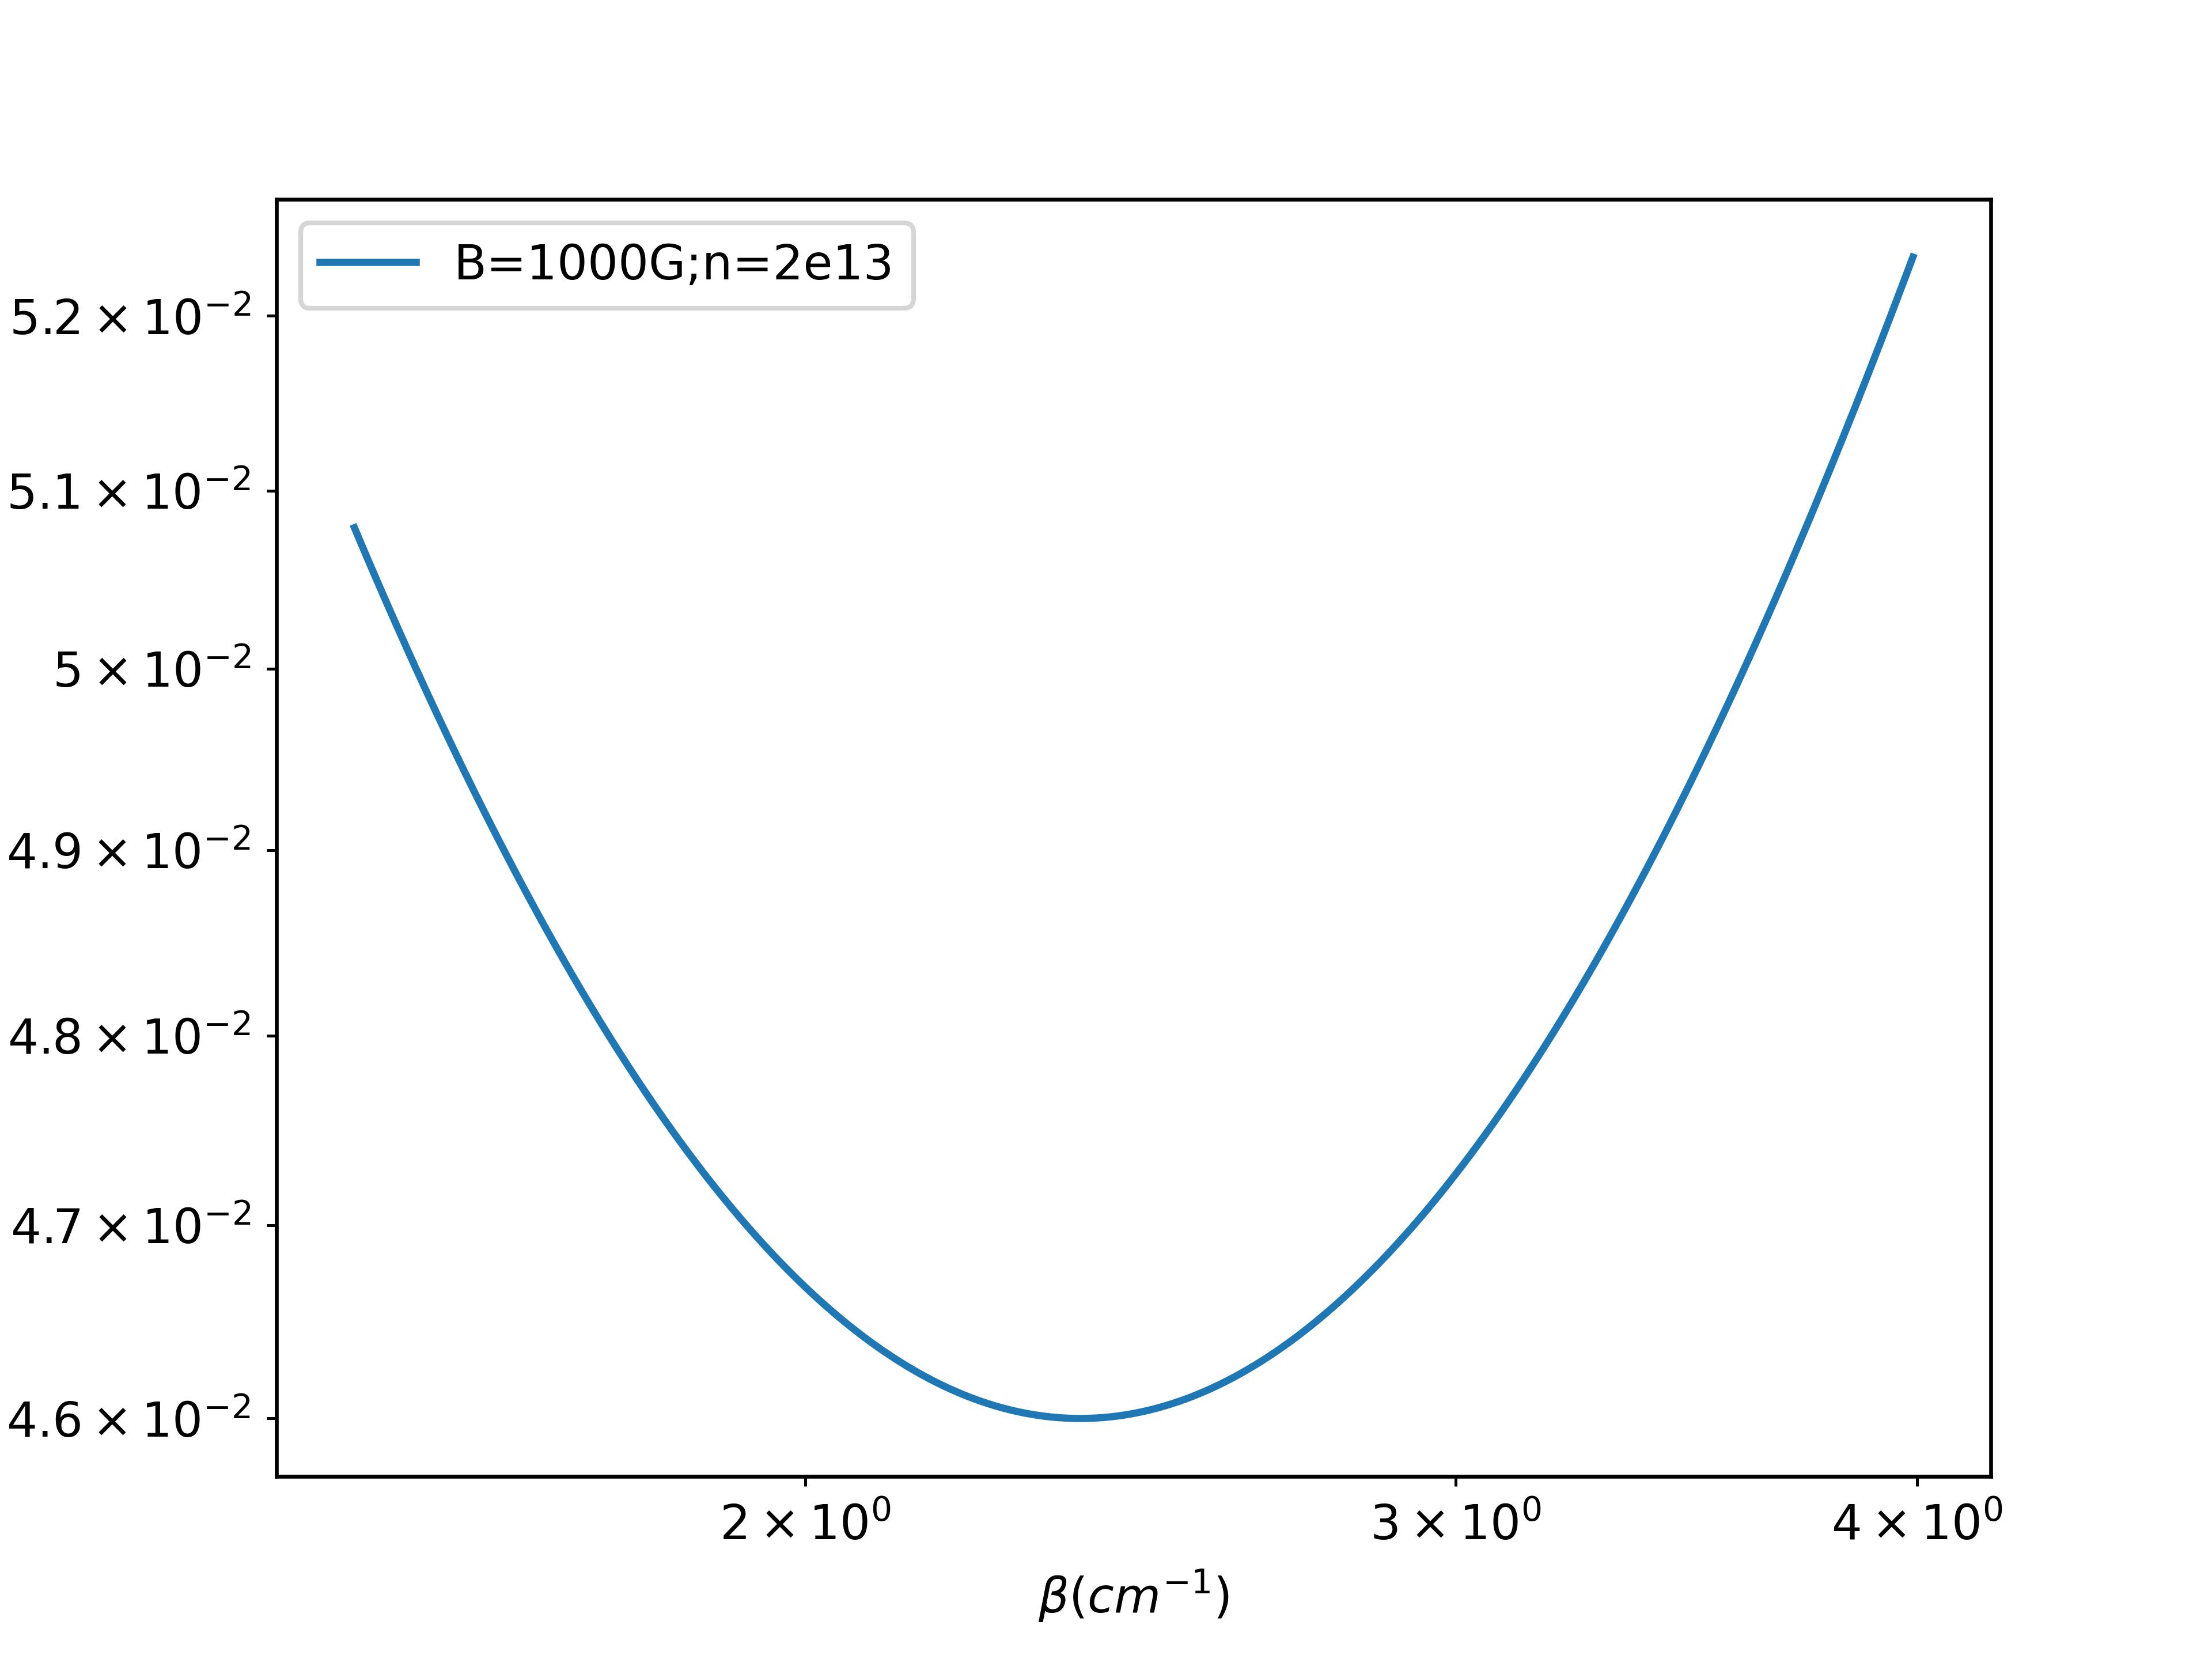 B=1000G;n=2e13
5.2 × 10⁻²
5.1 × 10⁻²
5 × 10⁻²
4.9 × 10⁻²
4.8 × 10⁻²
4.7 × 10⁻²
4.6 × 10⁻²
2 × 10⁰ 3 × 10⁰ 4 × 10⁰
β(cm⁻¹)